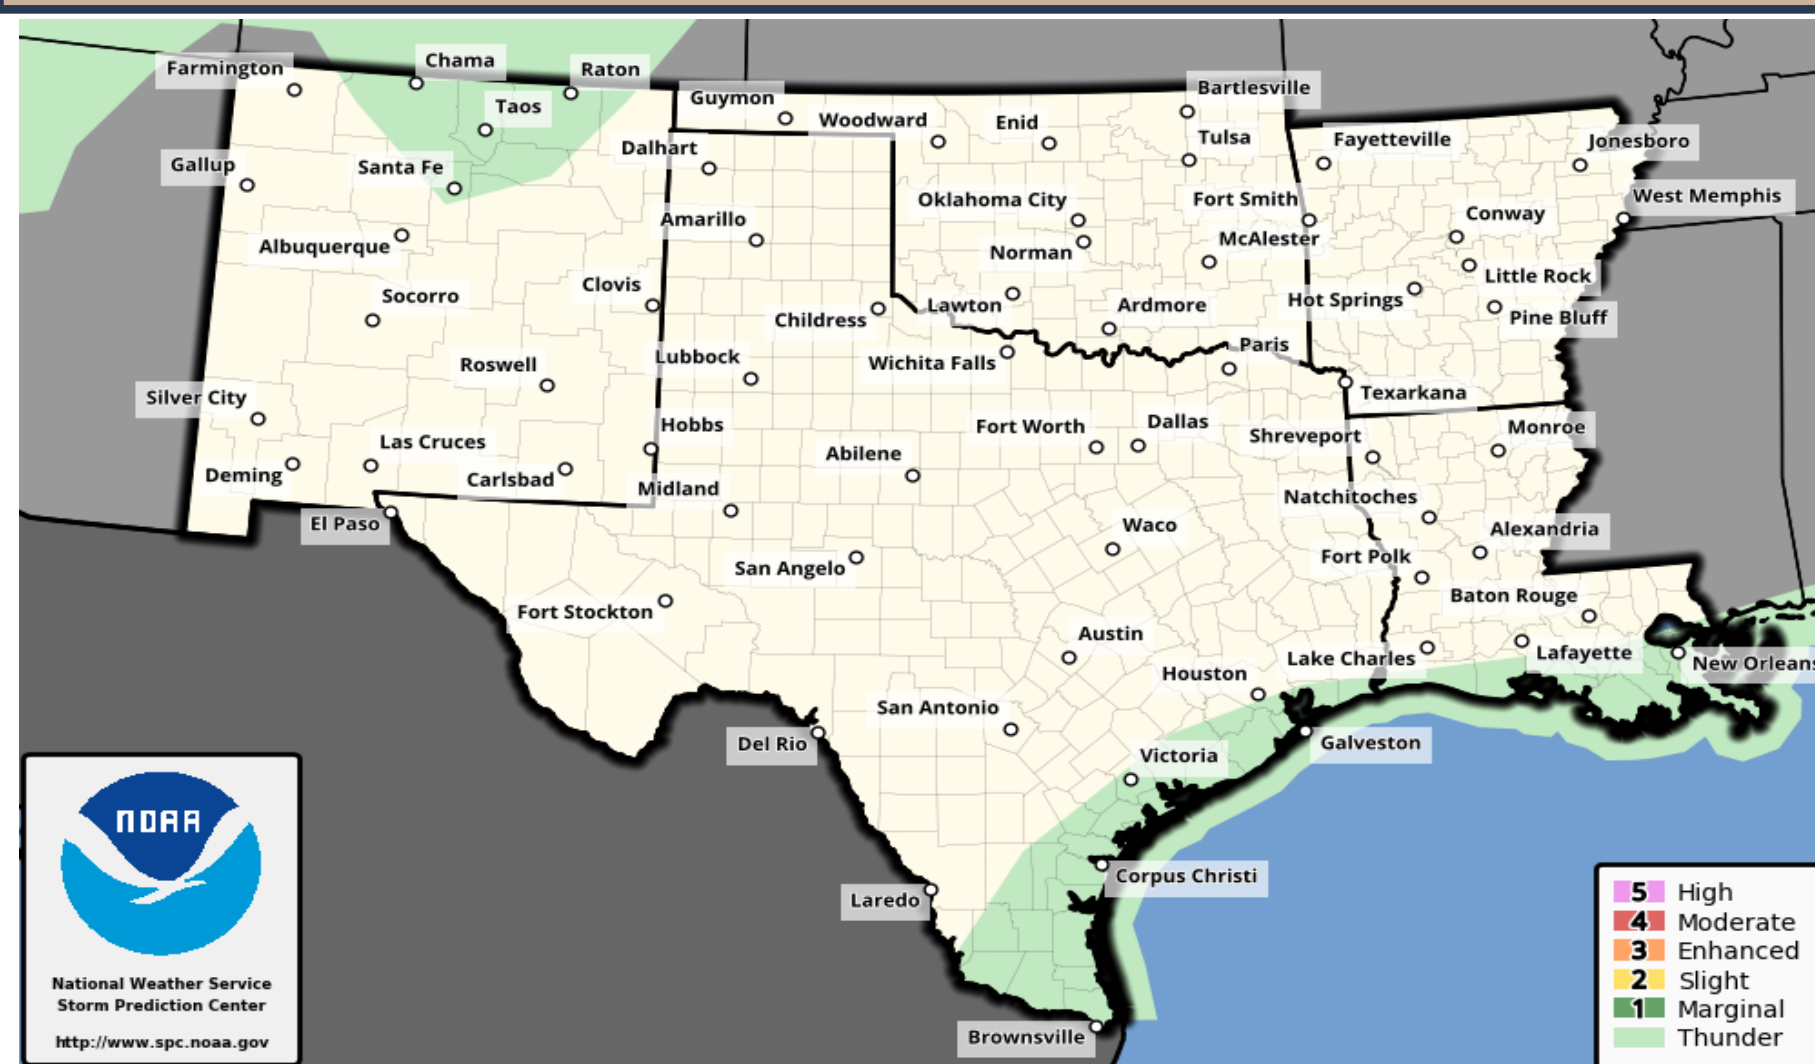 Farmington
Chama
Raton
Taos
Guymon
Woodward
Enid
Bartlesville
Tulsa
Fayetteville
Jonesboro
Gallup
Santa Fe
Dalhart
Oklahoma City
Fort Smith
West Memphis
Conway
Albuquerque
Amarillo
Norman
McAlester
Little Rock
Socorro
Clovis
Childress
Lawton
Ardmore
Hot Springs
Pine Bluff
Roswell
Lubbock
Wichita Falls
Paris
Texarkana
Silver City
Hobbs
Fort Worth
Dallas
Shreveport
Monroe
Las Cruces
Abilene
Deming
Carlsbad
Midland
Natchitoches
El Paso
Waco
Alexandria
San Angelo
Fort Polk
Fort Stockton
Baton Rouge
Austin
Lake Charles
Lafayette
New Orleans
Houston
San Antonio
Del Rio
Victoria
Galveston
Corpus Christi
Laredo
Brownsville
NOAA
National Weather Service
Storm Prediction Center
http://www.spc.noaa.gov
5 High
4 Moderate
3 Enhanced
2 Slight
1 Marginal
Thunder